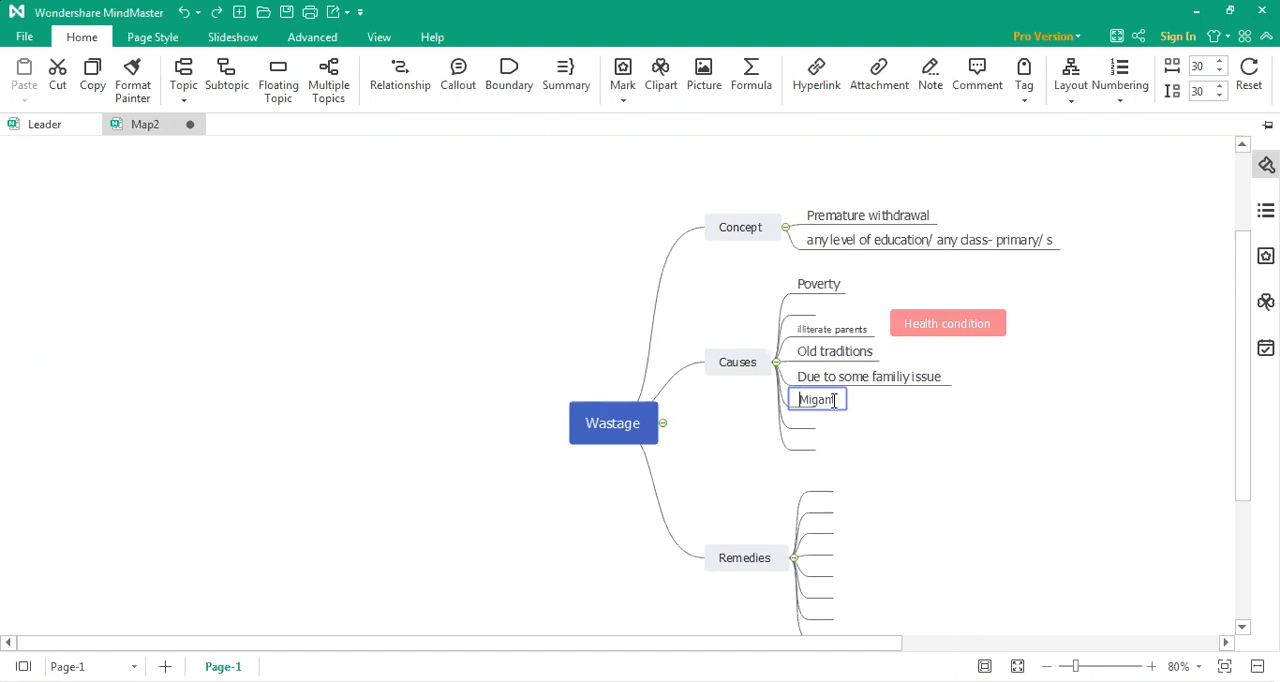 Wondershare MindMaster
File Home Page Style Slideshow Advanced View Help Pro Version Sign In
Paste Cut Copy Format Painter Topic Subtopic Floating Topic Multiple Topics Relationship Callout Boundary Summary Mark Clipart Picture Formula Hyperlink Attachment Note Comment Tag Layout Numbering 30 30 Reset
Leader Map2
Premature withdrawal
Concept
any level of education/ any class- primary/ s
Poverty
Health condition
illiterate parents
Old traditions
Causes
Due to some familiy issue
Migant
Wastage
Remedies
Page-1 Page-1 80%